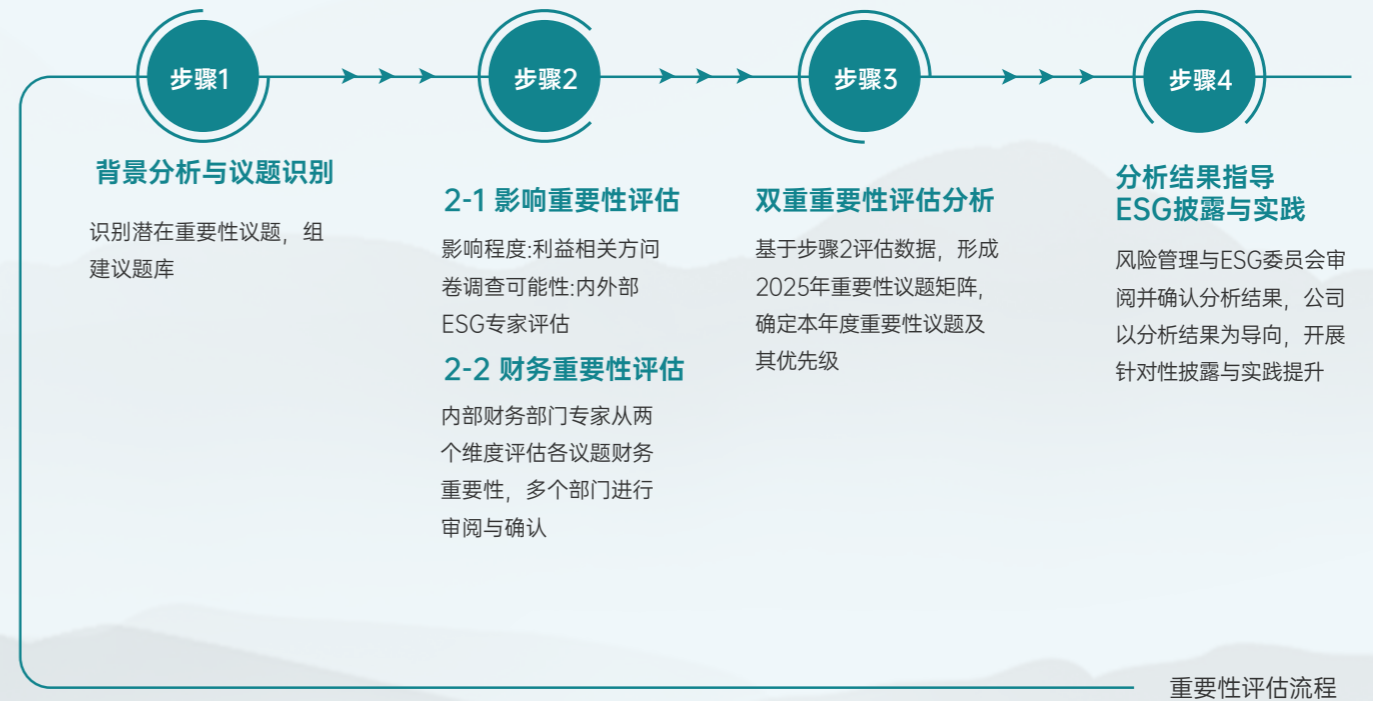 步骤1
背景分析与议题识别
识别潜在重要性议题，组
建议题库
步骤2
2-1 影响重要性评估
影响程度:利益相关方问
卷调查可能性:内外部
ESG专家评估
2-2 财务重要性评估
内部财务部门专家从两
个维度评估各议题财务
重要性，多个部门进行
审阅与确认
步骤3
双重重要性评估分析
基于步骤2评估数据，形成
2025年重要性议题矩阵，
确定本年度重要性议题及
其优先级
步骤4
分析结果指导
ESG披露与实践
风险管理与ESG委员会审
阅并确认分析结果，公司
以分析结果为导向，开展
针对性披露与实践提升
重要性评估流程